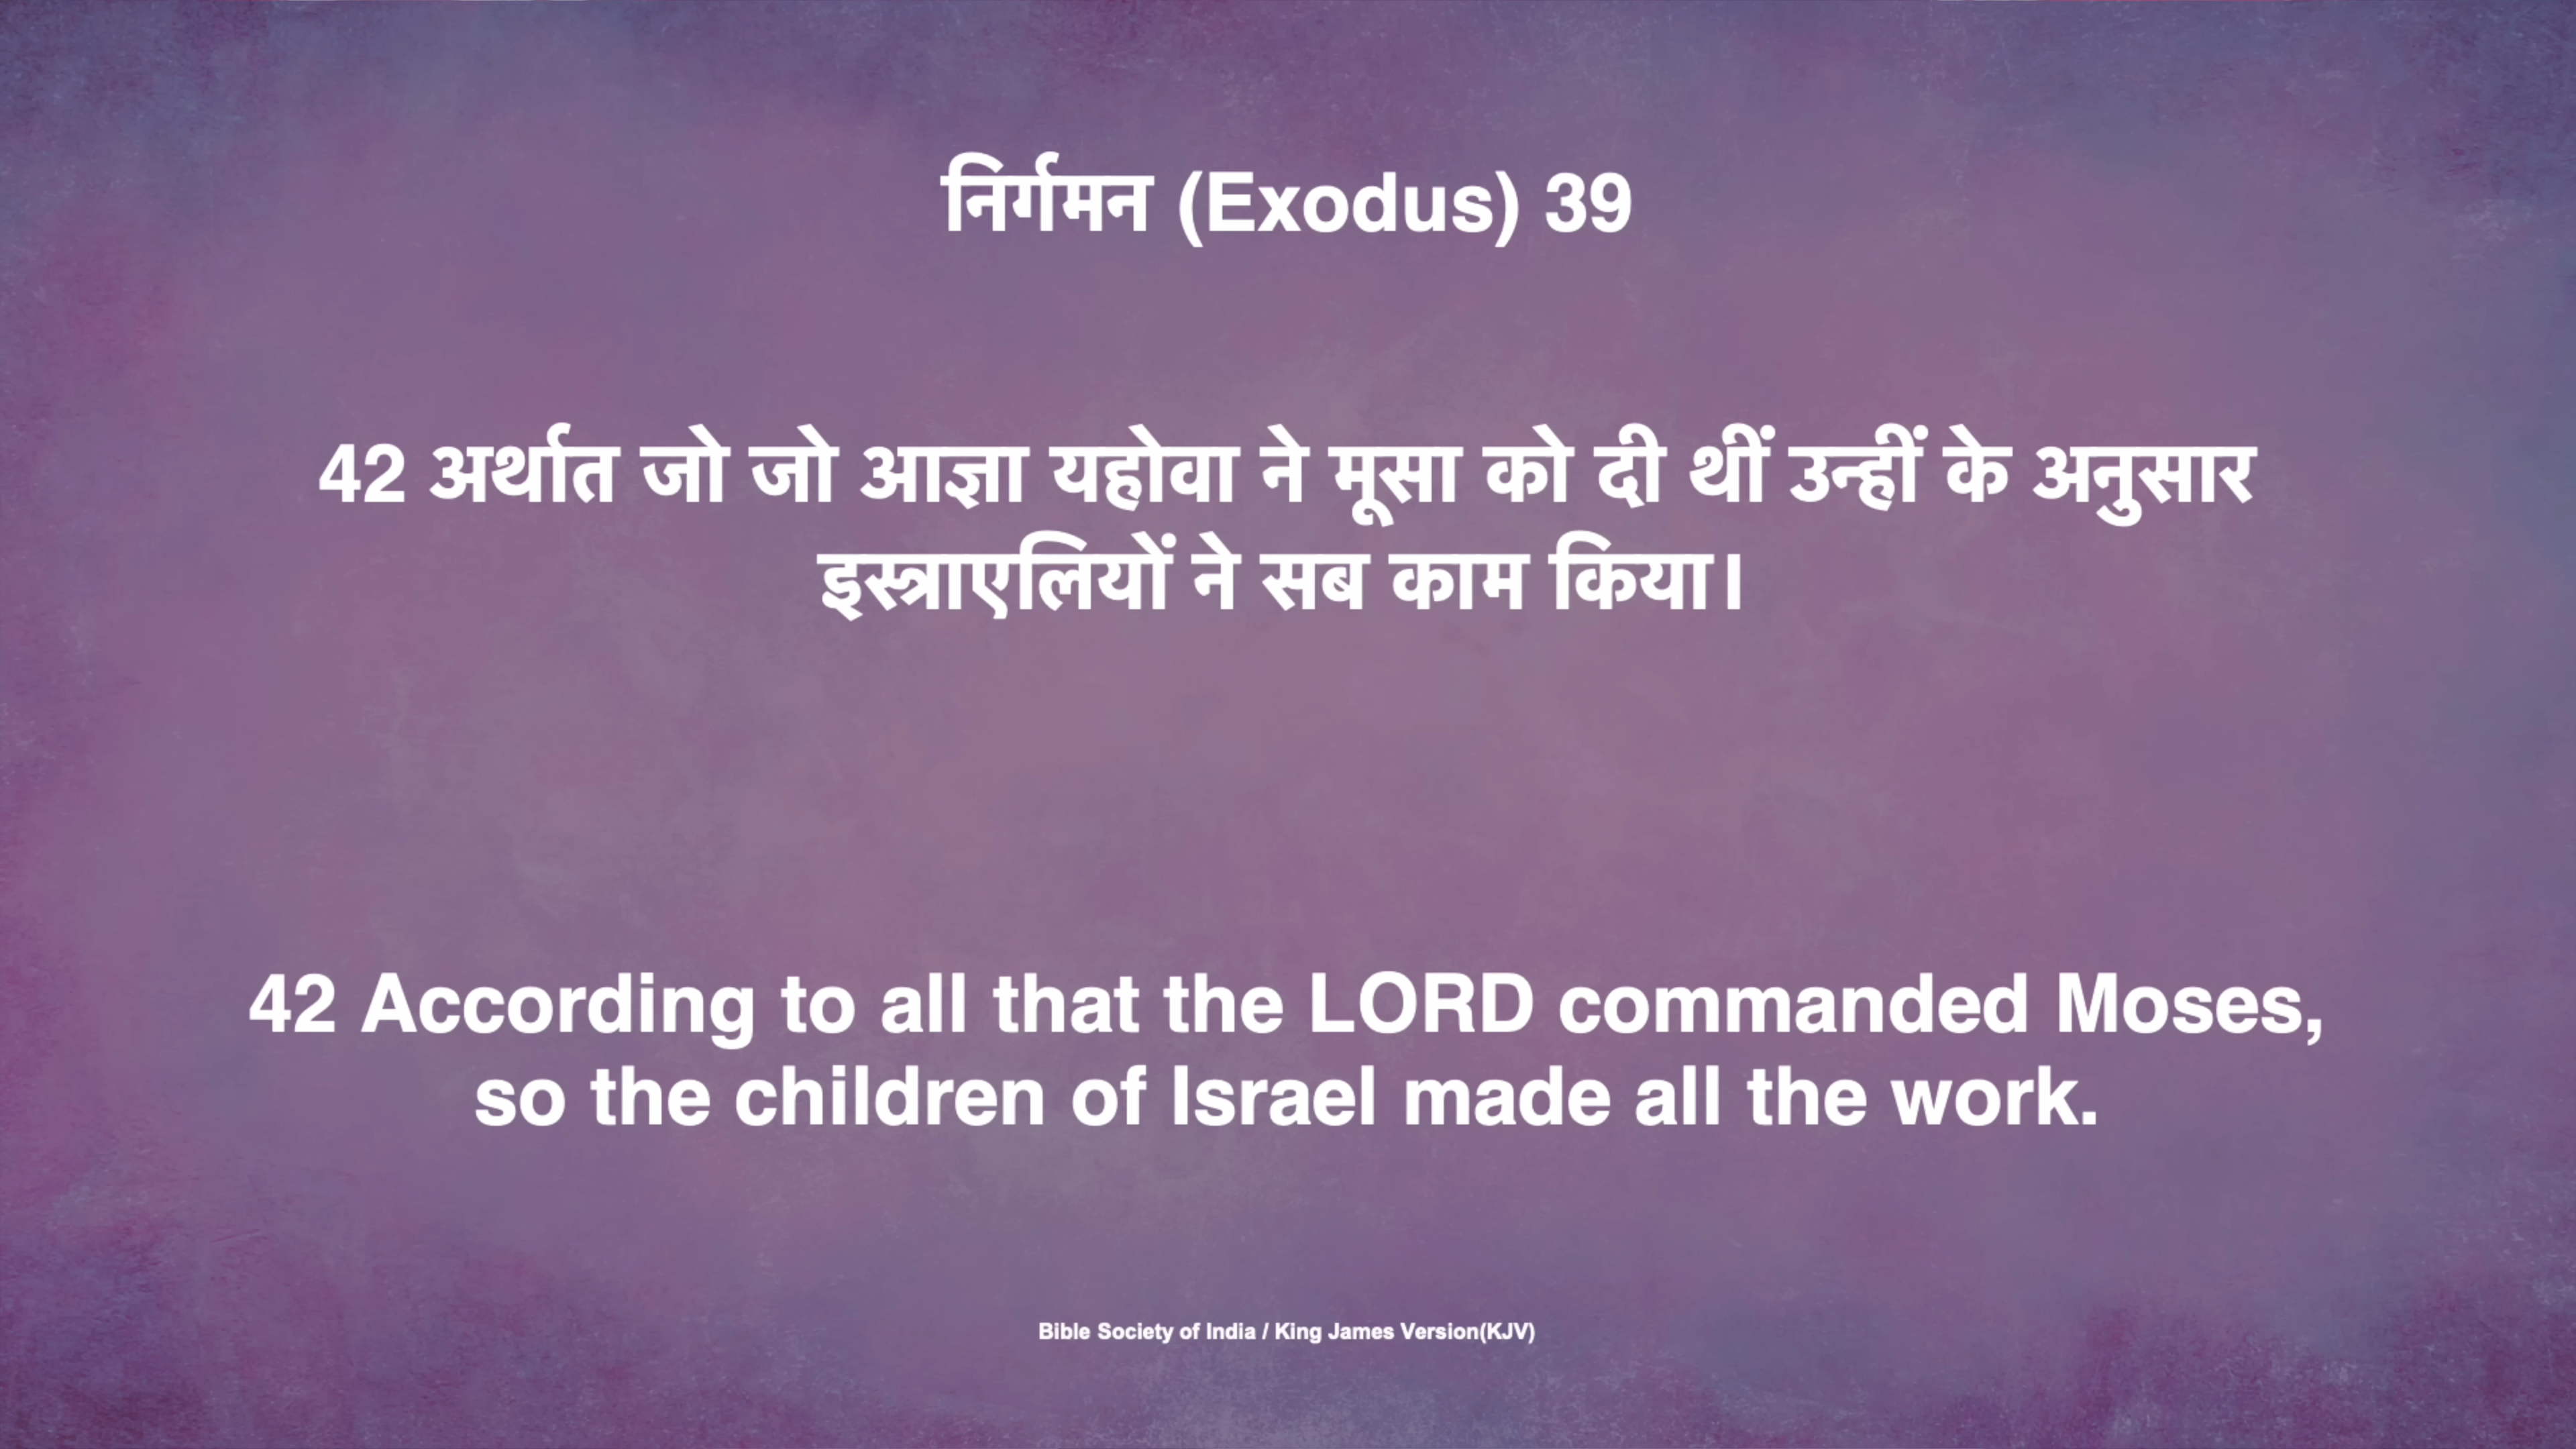 निर्गमन (Exodus) 39
42 अर्थात जो जो आज्ञा यहोवा ने मूसा को दी थीं उन्हीं के अनुसार
इस्त्राएलियों ने सब काम किया।
42 According to all that the LORD commanded Moses,
so the children of Israel made all the work.
Bible Society of India / King James Version(KJV)